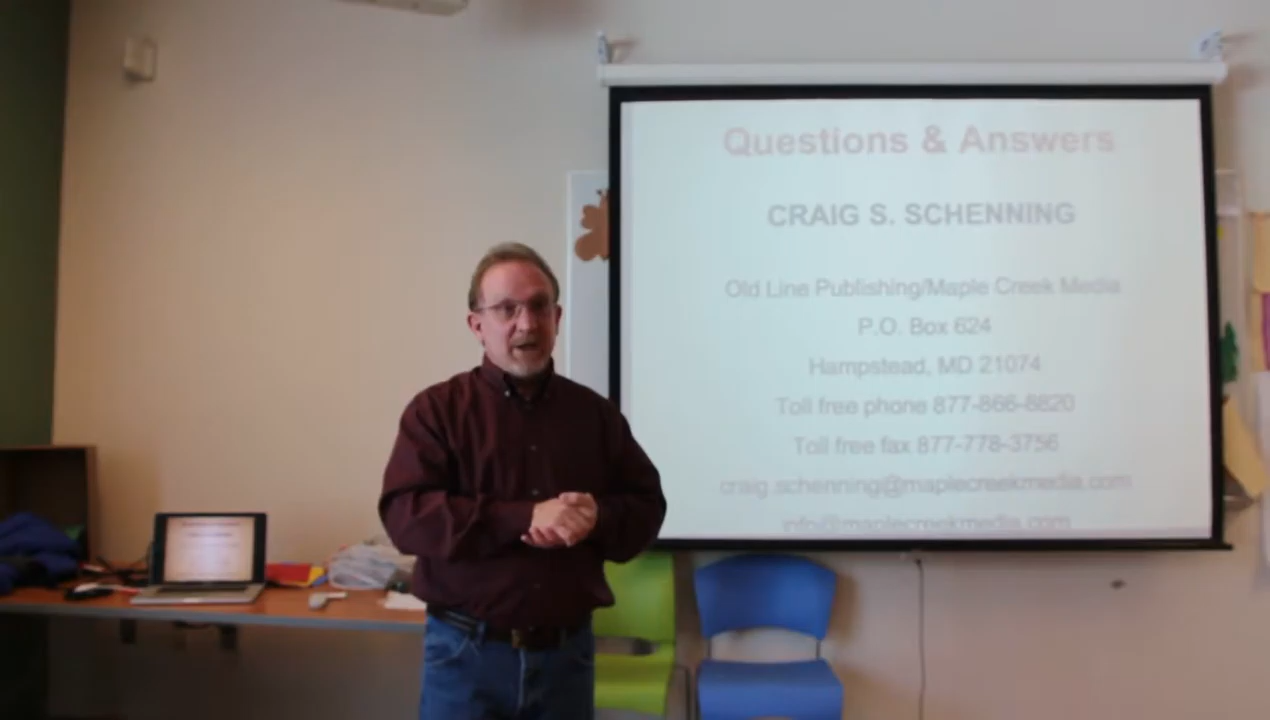 Questions & Answers
CRAIG S. SCHENNING
Old Line Publishing/Maple Creek Media
P.O. Box 624
Hampstead, MD 21074
Toll free phone 877-866-8820
Toll free fax 877-778-3756
craig.schenning@maplecreekmedia.com
info@maplecreekmedia.com